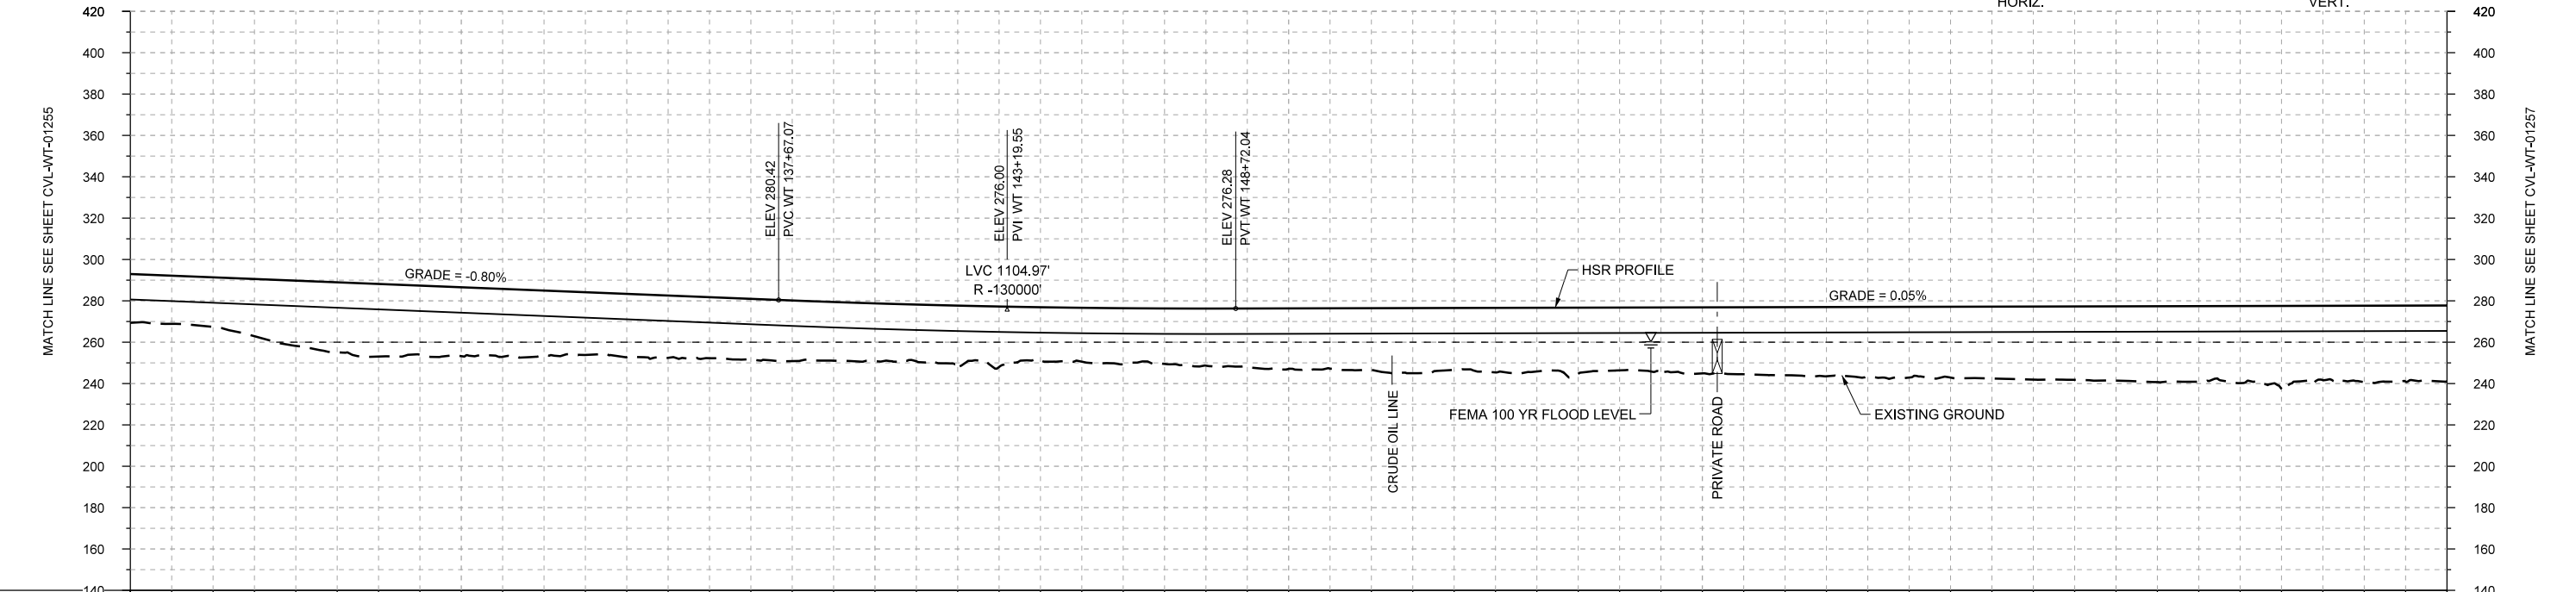 HORIZ.
VERT.
420
400
380
360
340
320
300
280
260
240
220
200
180
160
140
MATCH LINE SEE SHEET CVL-WT-01255
GRADE = -0.80%
ELEV 280.42
PVC WT 137+67.07
ELEV 276.00
PVI WT 143+19.55
LVC 1104.97'
R -130000'
ELEV 276.28
PVT WT 148+72.04
CRUDE OIL LINE
HSR PROFILE
FEMA 100 YR FLOOD LEVEL
PRIVATE ROAD
GRADE = 0.05%
EXISTING GROUND
420
400
380
360
340
320
300
280
260
240
220
200
180
160
140
MATCH LINE SEE SHEET CVL-WT-01257